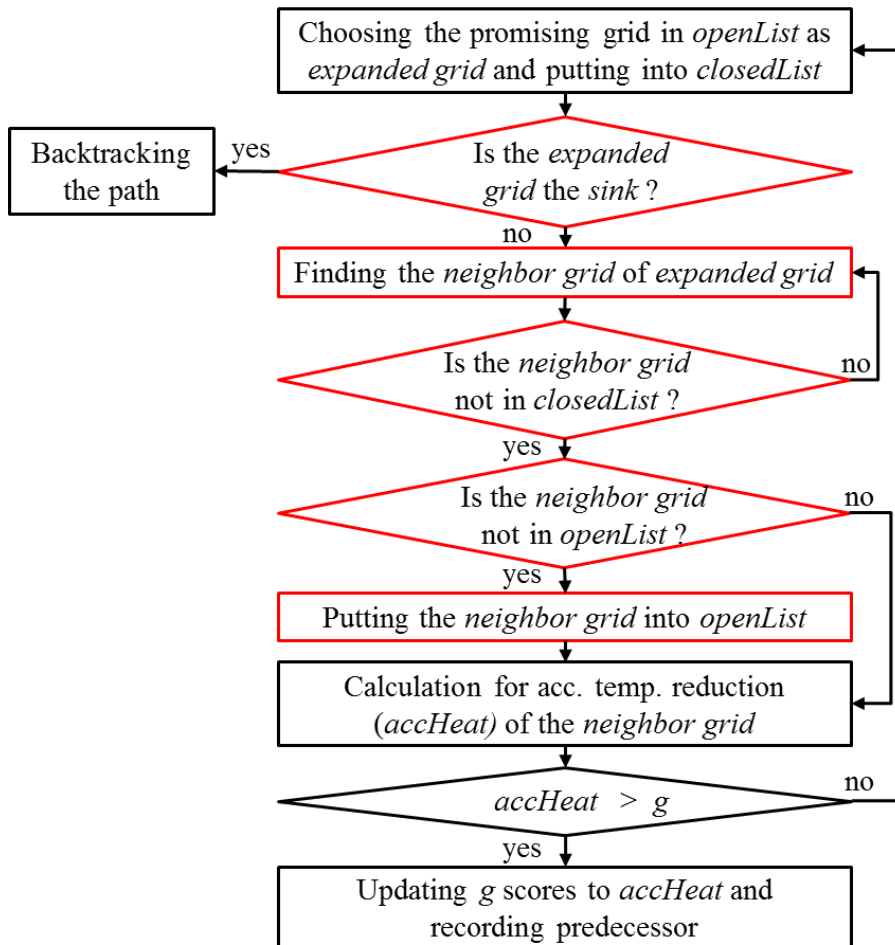 Choosing the promising grid in openList as
expanded grid and putting into closedList
Is the expanded
grid the sink ?
yes
Backtracking
the path
no
Finding the neighbor grid of expanded grid
Is the neighbor grid
not in closedList ?
no
yes
Is the neighbor grid
not in openList ?
no
yes
Putting the neighbor grid into openList
Calculation for acc. temp. reduction
(accHeat) of the neighbor grid
accHeat > g
no
yes
Updating g scores to accHeat and
recording predecessor